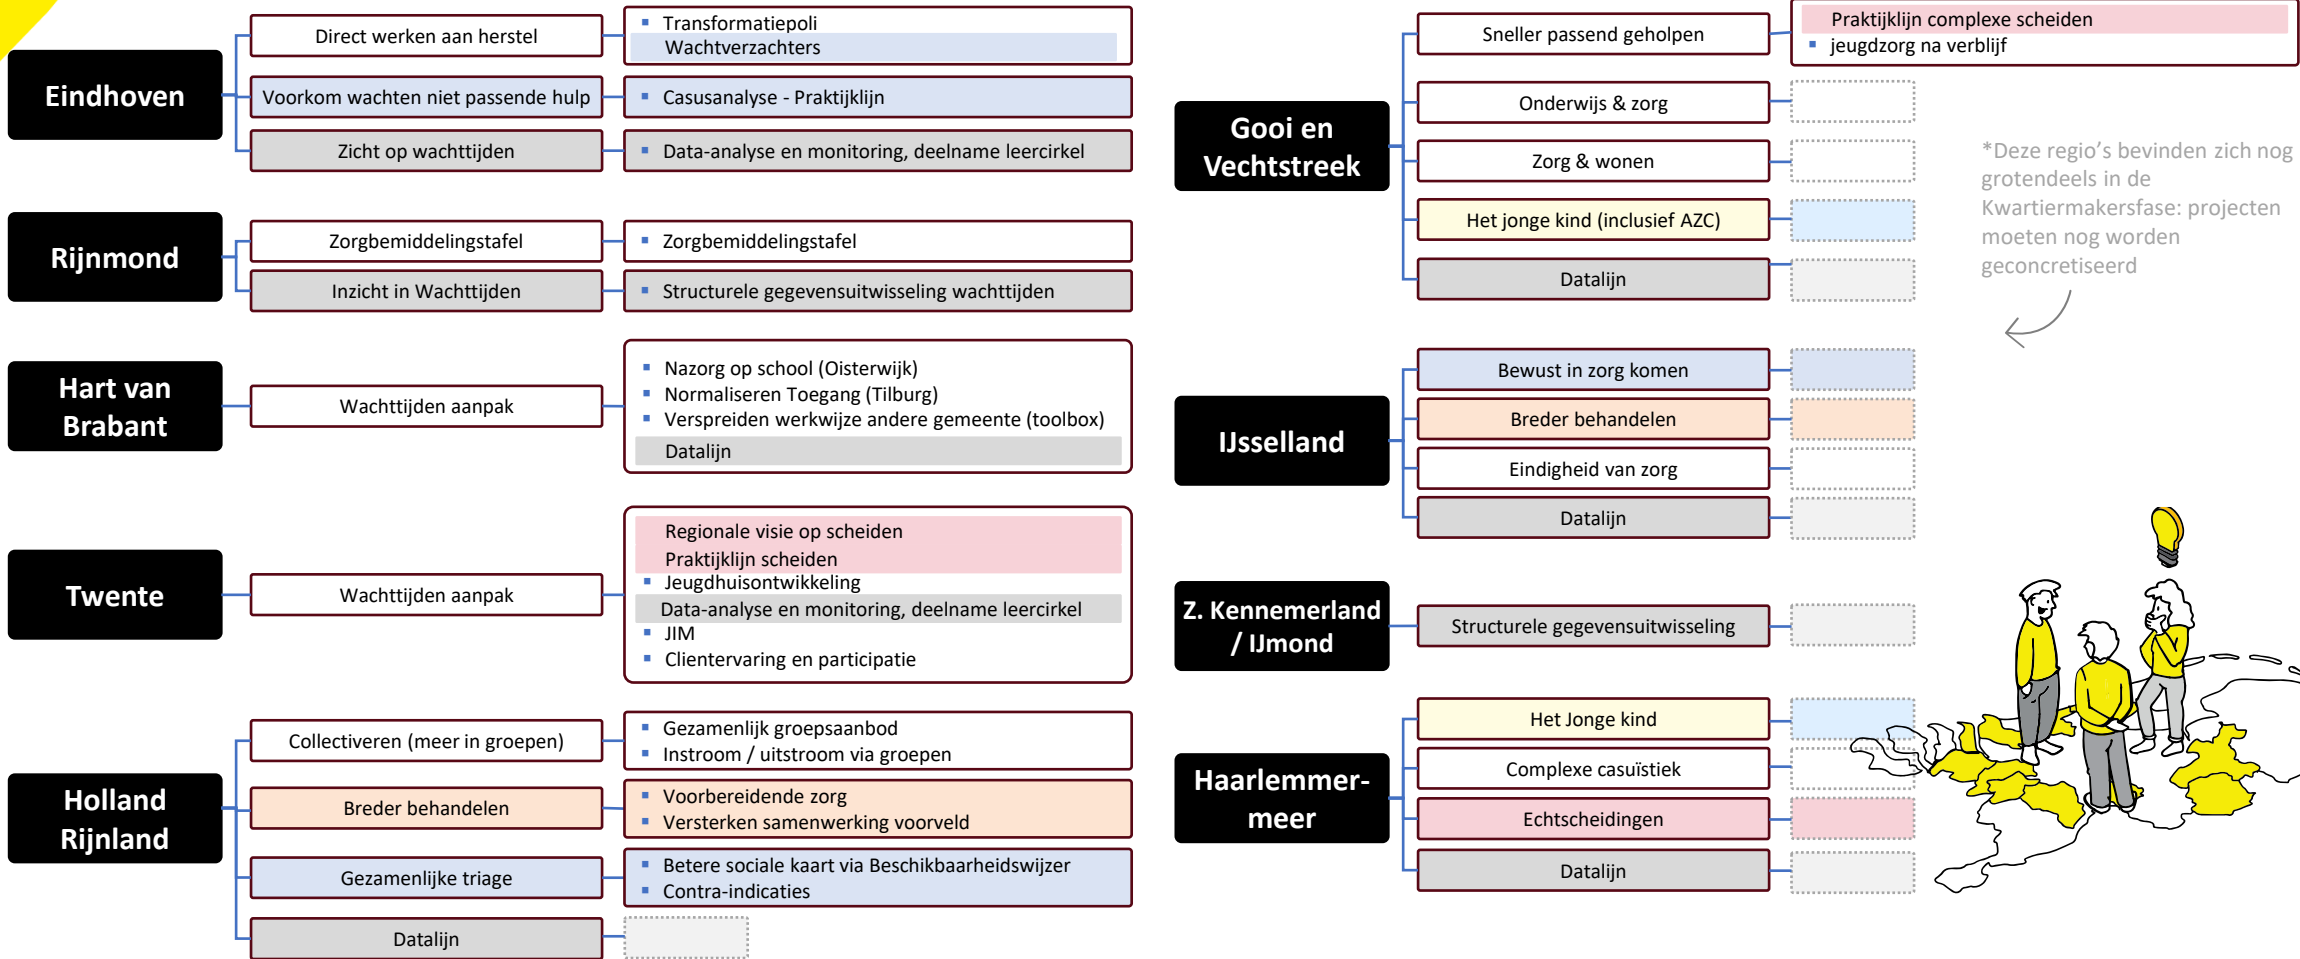 Eindhoven
Direct werken aan herstel
Transformatiepoli
Wachtverzachters
Voorkom wachten niet passende hulp
Casusanalyse - Praktijklijn
Zicht op wachttijden
Data-analyse en monitoring, deelname leercirkel
Rijnmond
Zorgbemiddelingstafel
Zorgbemiddelingstafel
Inzicht in Wachttijden
Structurele gegevensuitwisseling wachttijden
Hart van
Brabant
Wachttijden aanpak
Nazorg op school (Oisterwijk)
Normaliseren Toegang (Tilburg)
Verspreiden werkwijze andere gemeente (toolbox)
Datalijn
Twente
Wachttijden aanpak
Regionale visie op scheiden
Praktijklijn scheiden
Jeugdhuisontwikkeling
Data-analyse en monitoring, deelname leercirkel
JIM
Clientervaring en participatie
Holland
Rijnland
Collectiveren (meer in groepen)
Gezamenlijk groepsaanbod
Instroom / uitstroom via groepen
Breder behandelen
Voorbereidende zorg
Versterken samenwerking voorveld
Gezamenlijke triage
Betere sociale kaart via Beschikbaarheidswijzer
Contra-indicaties
Datalijn
Gooi en
Vechtstreek
Sneller passend geholpen
Praktijklijn complexe scheiden
jeugdzorg na verblijf
Onderwijs & zorg
Zorg & wonen
Het jonge kind (inclusief AZC)
Datalijn
*Deze regio's bevinden zich nog
grotendeels in de
Kwartiermakersfase: projecten
moeten nog worden
geconcretiseerd
IJsselland
Bewust in zorg komen
Breder behandelen
Eindigheid van zorg
Datalijn
Z. Kennemerland
/ IJmond
Structurele gegevensuitwisseling
Haarlemmer-
meer
Het Jonge kind
Complexe casuïstiek
Echtscheidingen
Datalijn